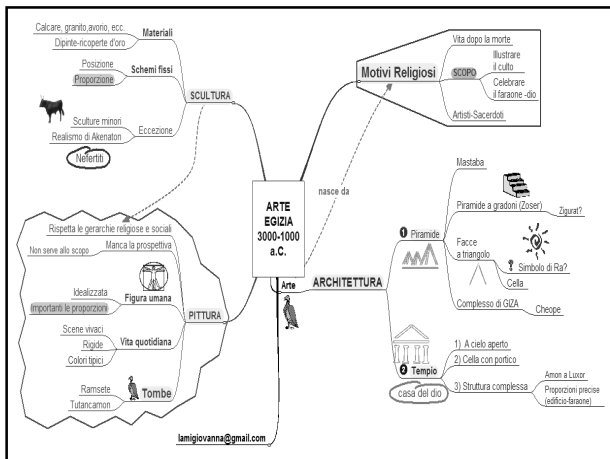 Calcare, granito,avorio, ecc.
Dipinte-ricoperte d'oro
Materiali
Posizione
Proporzione
Schemi fissi
SCULTURA
Sculture minori
Realismo di Akenaton
Eccezione
Nefertiti
Motivi Religiosi
Vita dopo la morte
SCOPO
Illustrare
il culto
Celebrare
il faraone -dio
Artisti-Sacerdoti
nasce da
ARTE
EGIZIA
3000-1000
a.C.
Rispetta le gerarchie religiose e sociali
Non serve allo scopo
Manca la prospettiva
Idealizzata
Importanti le proporzioni
Figura umana
PITTURA
Scene vivaci
Rigide
Colori tipici
Vita quotidiana
Ramsete
Tutancamon
Tombe
Arte
ARCHITETTURA
1 Piramide
Mastaba
Piramide a gradoni (Zoser)
Zigurat?
Facce
a triangolo
? Simbolo di Ra?
Cella
Complesso di GIZA
Cheope
2 Tempio
casa del dio
1) A cielo aperto
2) Cella con portico
3) Struttura complessa
Amon a Luxor
Proporzioni precise
(edificio-faraone)
lamigiovanna@gmail.com